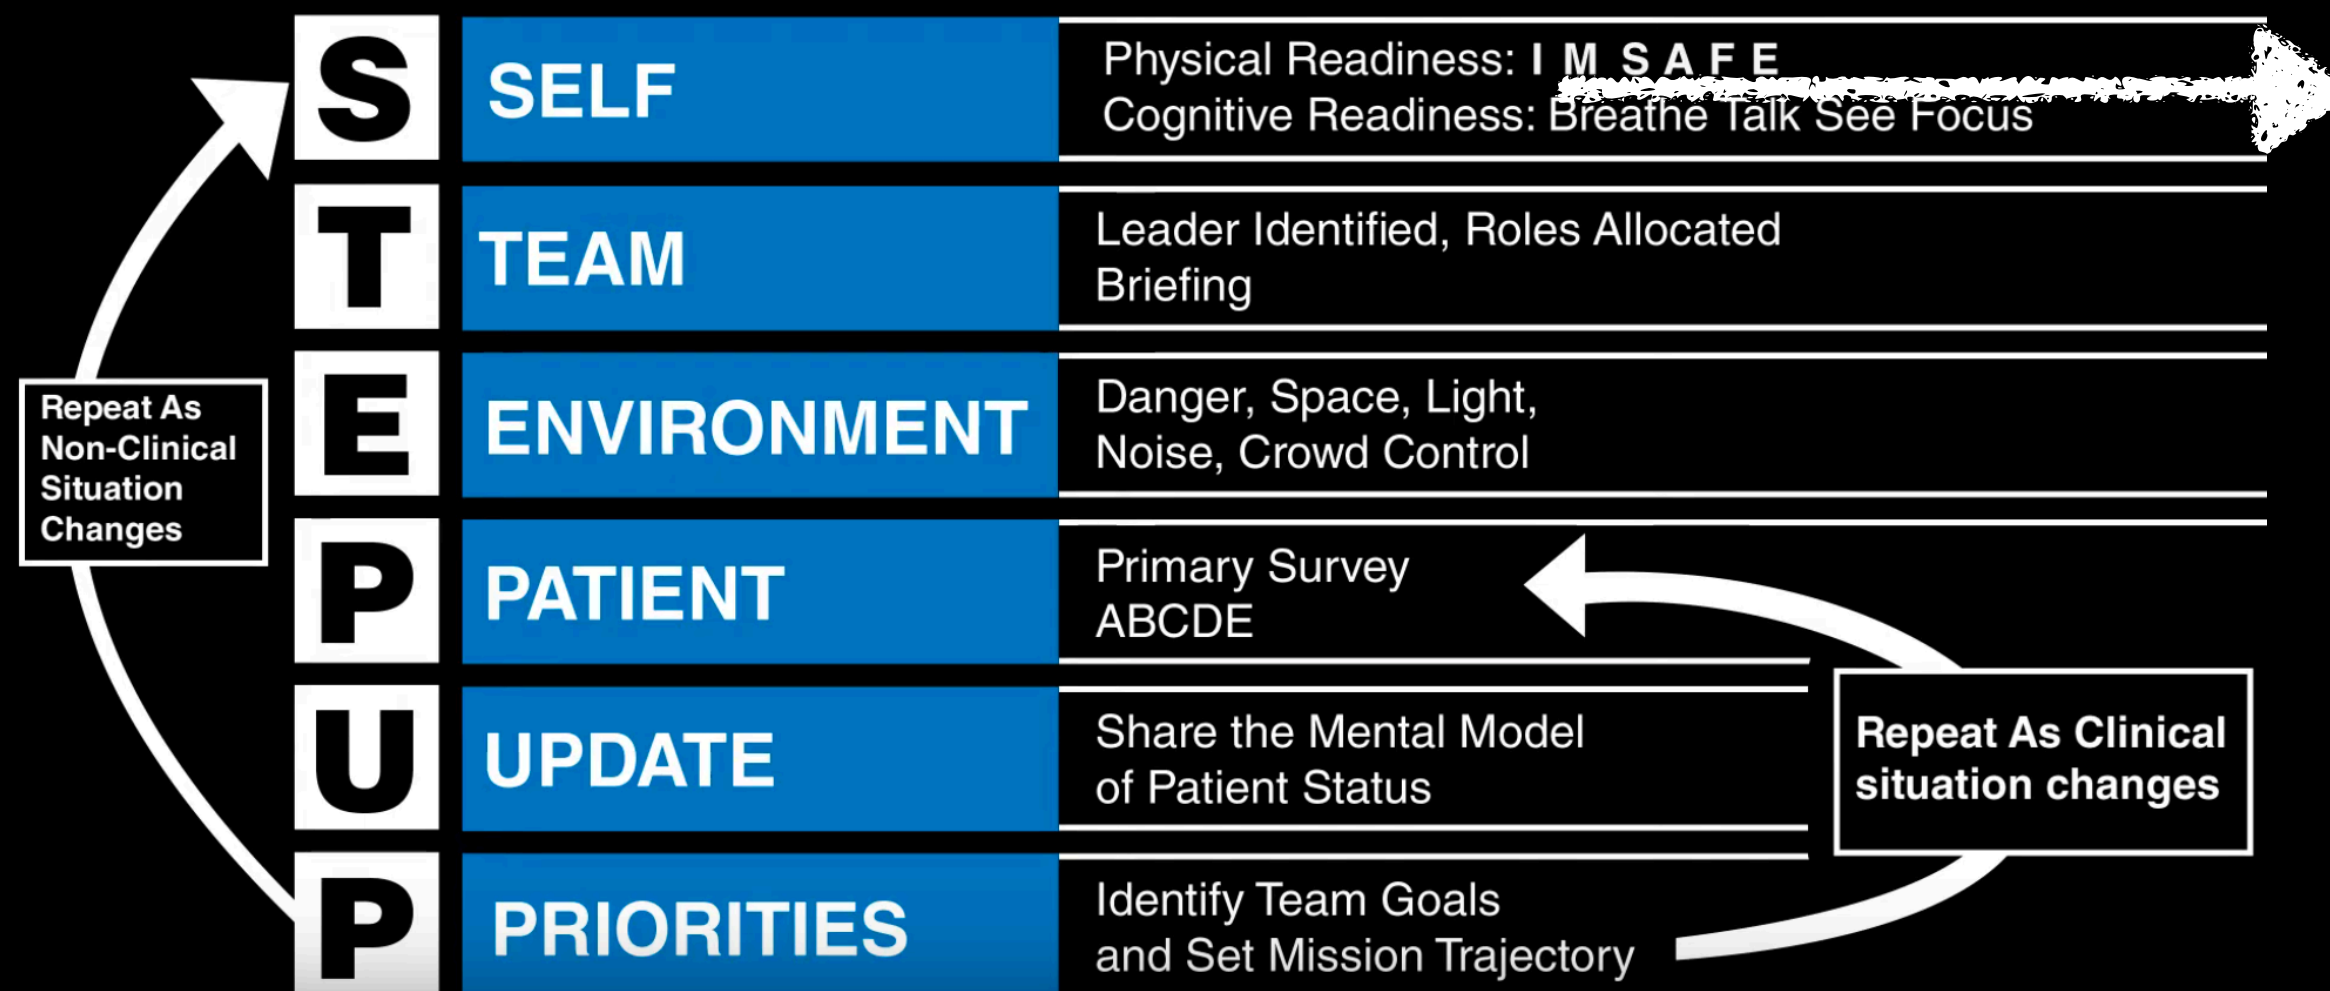 S
SELF
Physical Readiness: I M S A F E
Cognitive Readiness: Breathe Talk See Focus
T
TEAM
Leader Identified, Roles Allocated
Briefing
E
ENVIRONMENT
Danger, Space, Light,
Noise, Crowd Control
P
PATIENT
Primary Survey
ABCDE
U
UPDATE
Share the Mental Model
of Patient Status
P
PRIORITIES
Identify Team Goals
and Set Mission Trajectory
Repeat As
Non-Clinical
Situation
Changes
Repeat As Clinical
situation changes